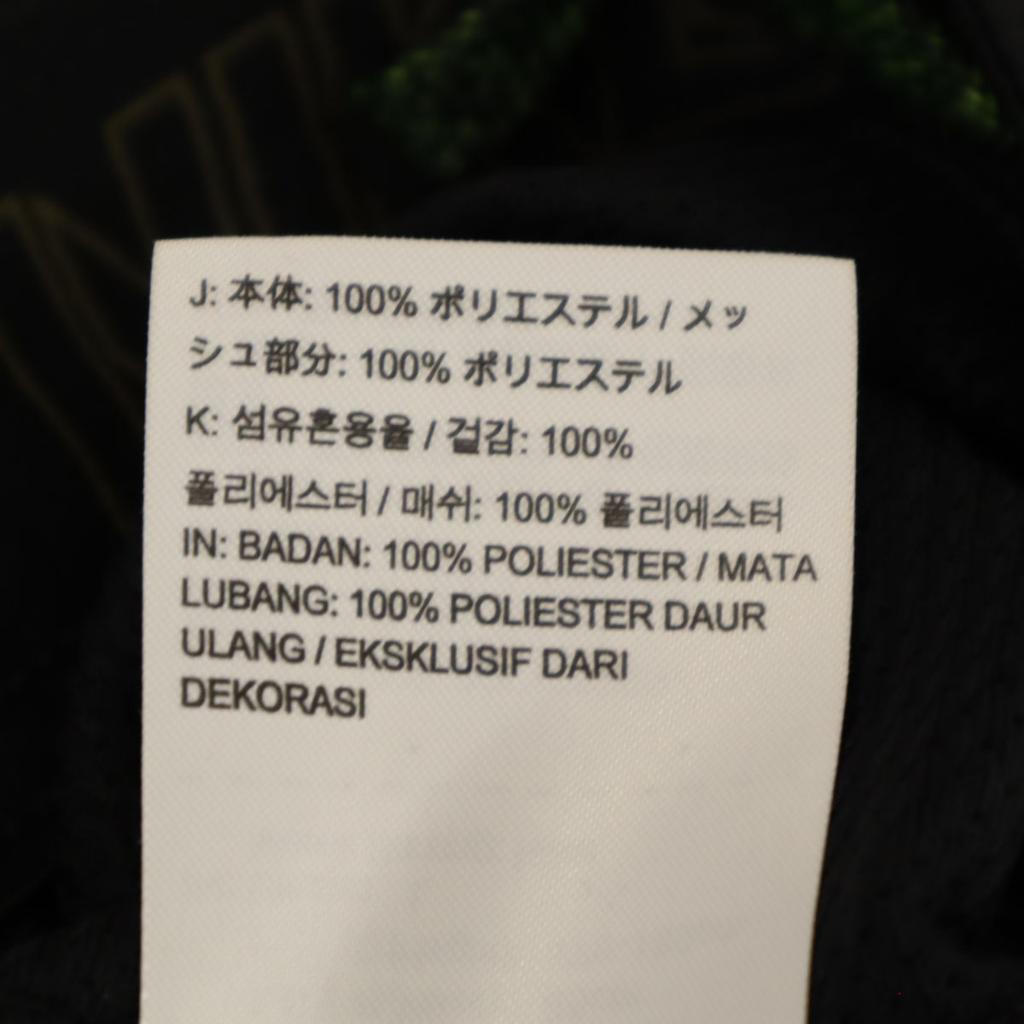 J: 本体: 100% ポリエステル / メッ
シュ部分: 100% ポリエステル
K: 섬유혼용율 / 겉감: 100%
폴리에스터 / 매쉬: 100% 폴리에스터
IN: BADAN: 100% POLIESTER / MATA
LUBANG: 100% POLIESTER DAUR
ULANG / EKSKLUSIF DARI
DEKORASI